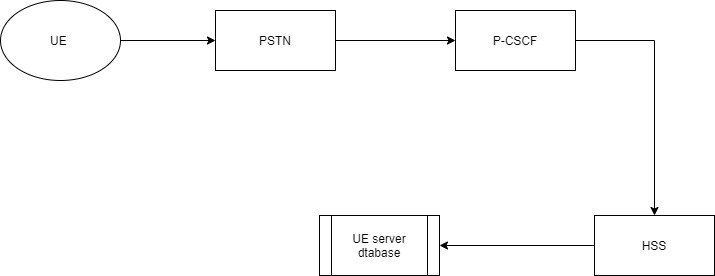 UE
PSTN
P-CSCF
UE server
dtabase
HSS